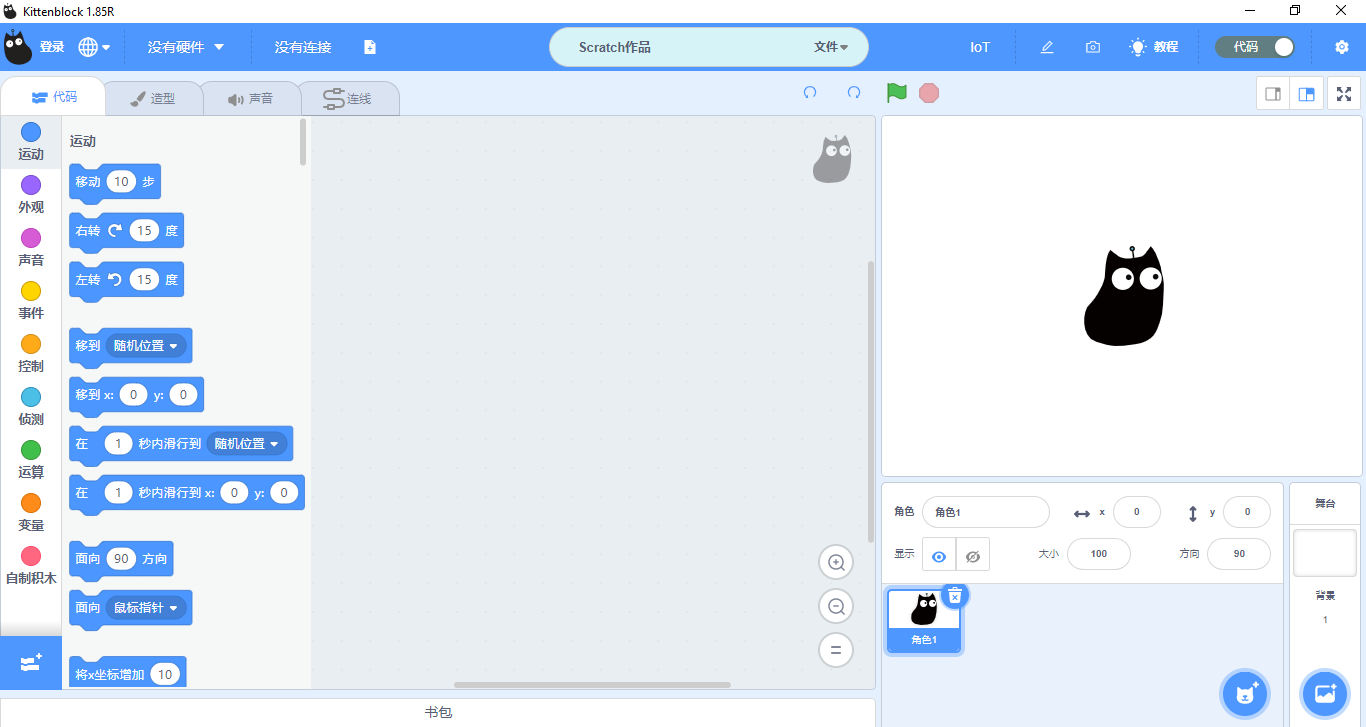 Kittenblock 1.85R
登录
没有硬件
没有连接
Scratch作品
文件
IoT
教程
代码
代码
造型
声音
连线
运动
外观
声音
事件
控制
侦测
运算
变量
自制积木
运动
移动 10 步
右转 15 度
左转 15 度
移到 随机位置
移到 x: 0 y: 0
在 1 秒内滑行到 随机位置
在 1 秒内滑行到 x: 0 y: 0
面向 90 方向
面向 鼠标指针
将x坐标增加 10
书包
角色 角色1 x 0 y 0
显示 大小 100 方向 90
角色1
舞台
背景
1